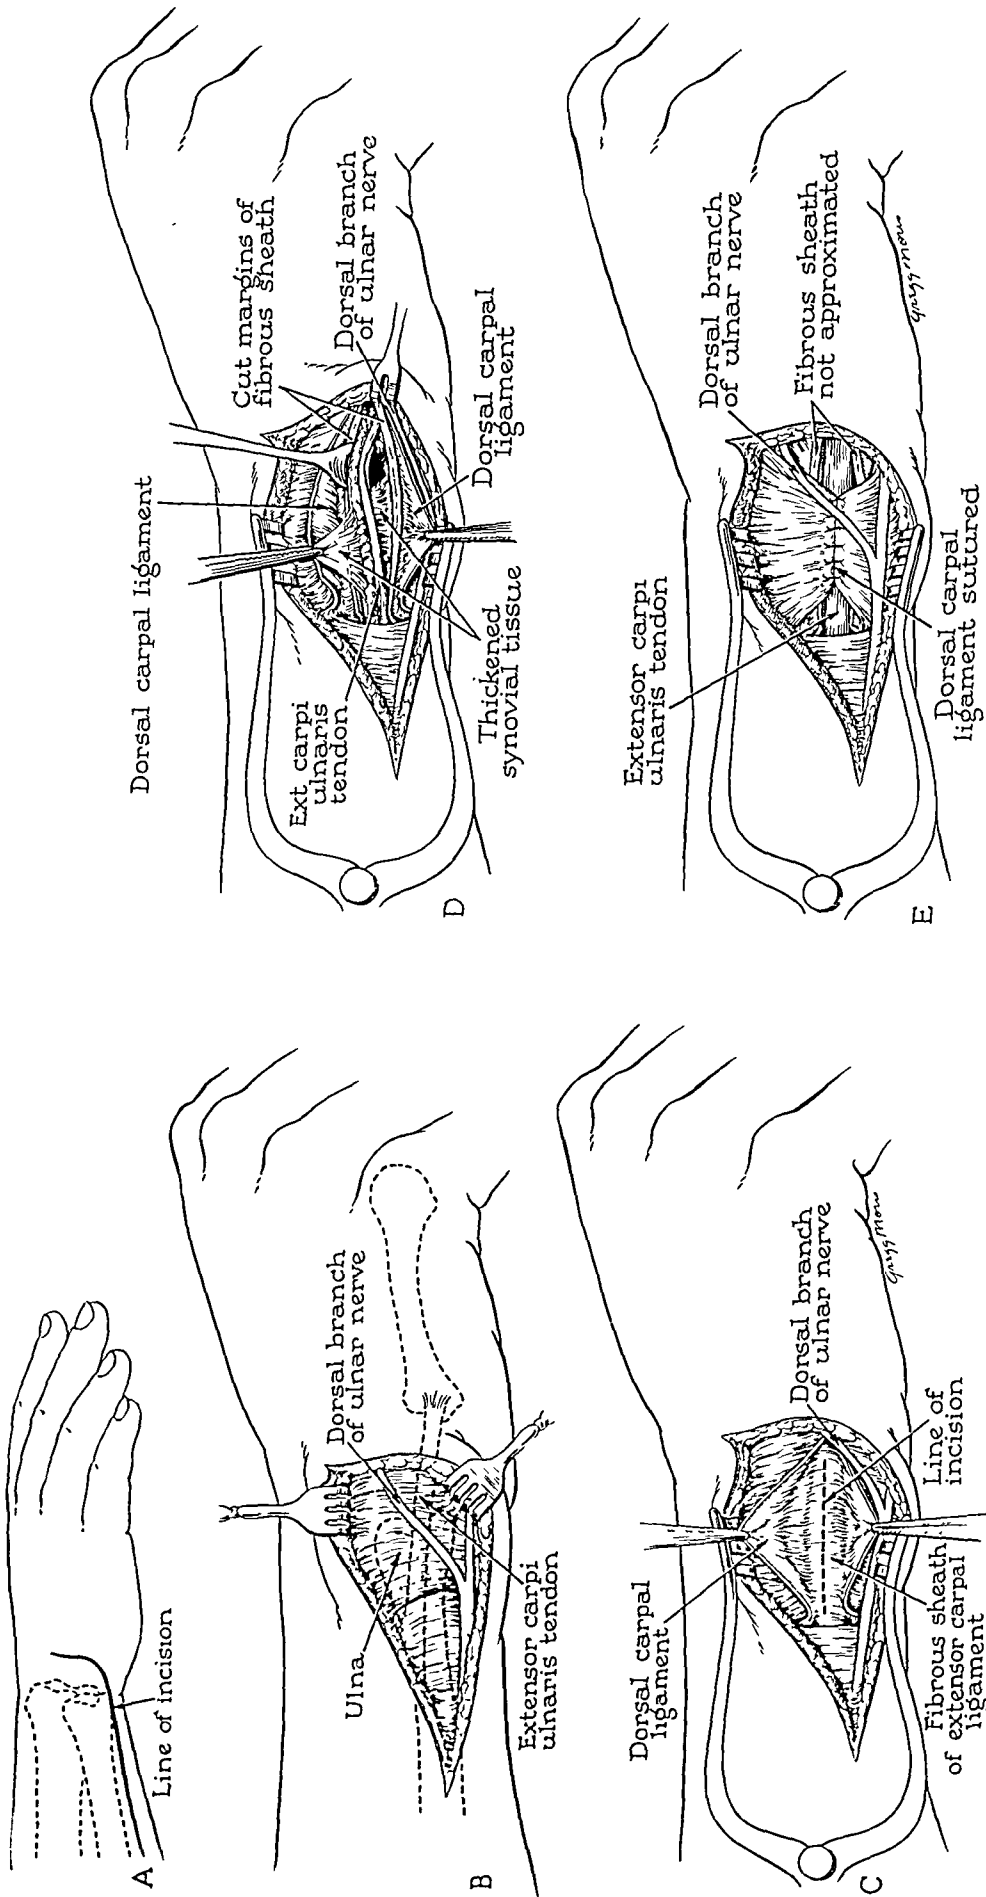 A
Line of incision
B
Ulna
Dorsal branch
of ulnar nerve
Extensor carpi
ulnaris tendon
C
Dorsal carpal
ligament
Dorsal branch
of ulnar nerve
Line of
incision
Fibrous sheath
of extensor carpal
ligament
Gregg Mous
D
Dorsal carpal ligament
Cut margins of
fibrous sheath
Dorsal branch
of ulnar nerve
Ext. carpi
ulnaris
tendon
Thickened
synovial tissue
Dorsal carpal
ligament
E
Extensor carpi
ulnaris tendon
Dorsal branch
of ulnar nerve
Fibrous sheath
not approximated
Dorsal carpal
ligament sutured